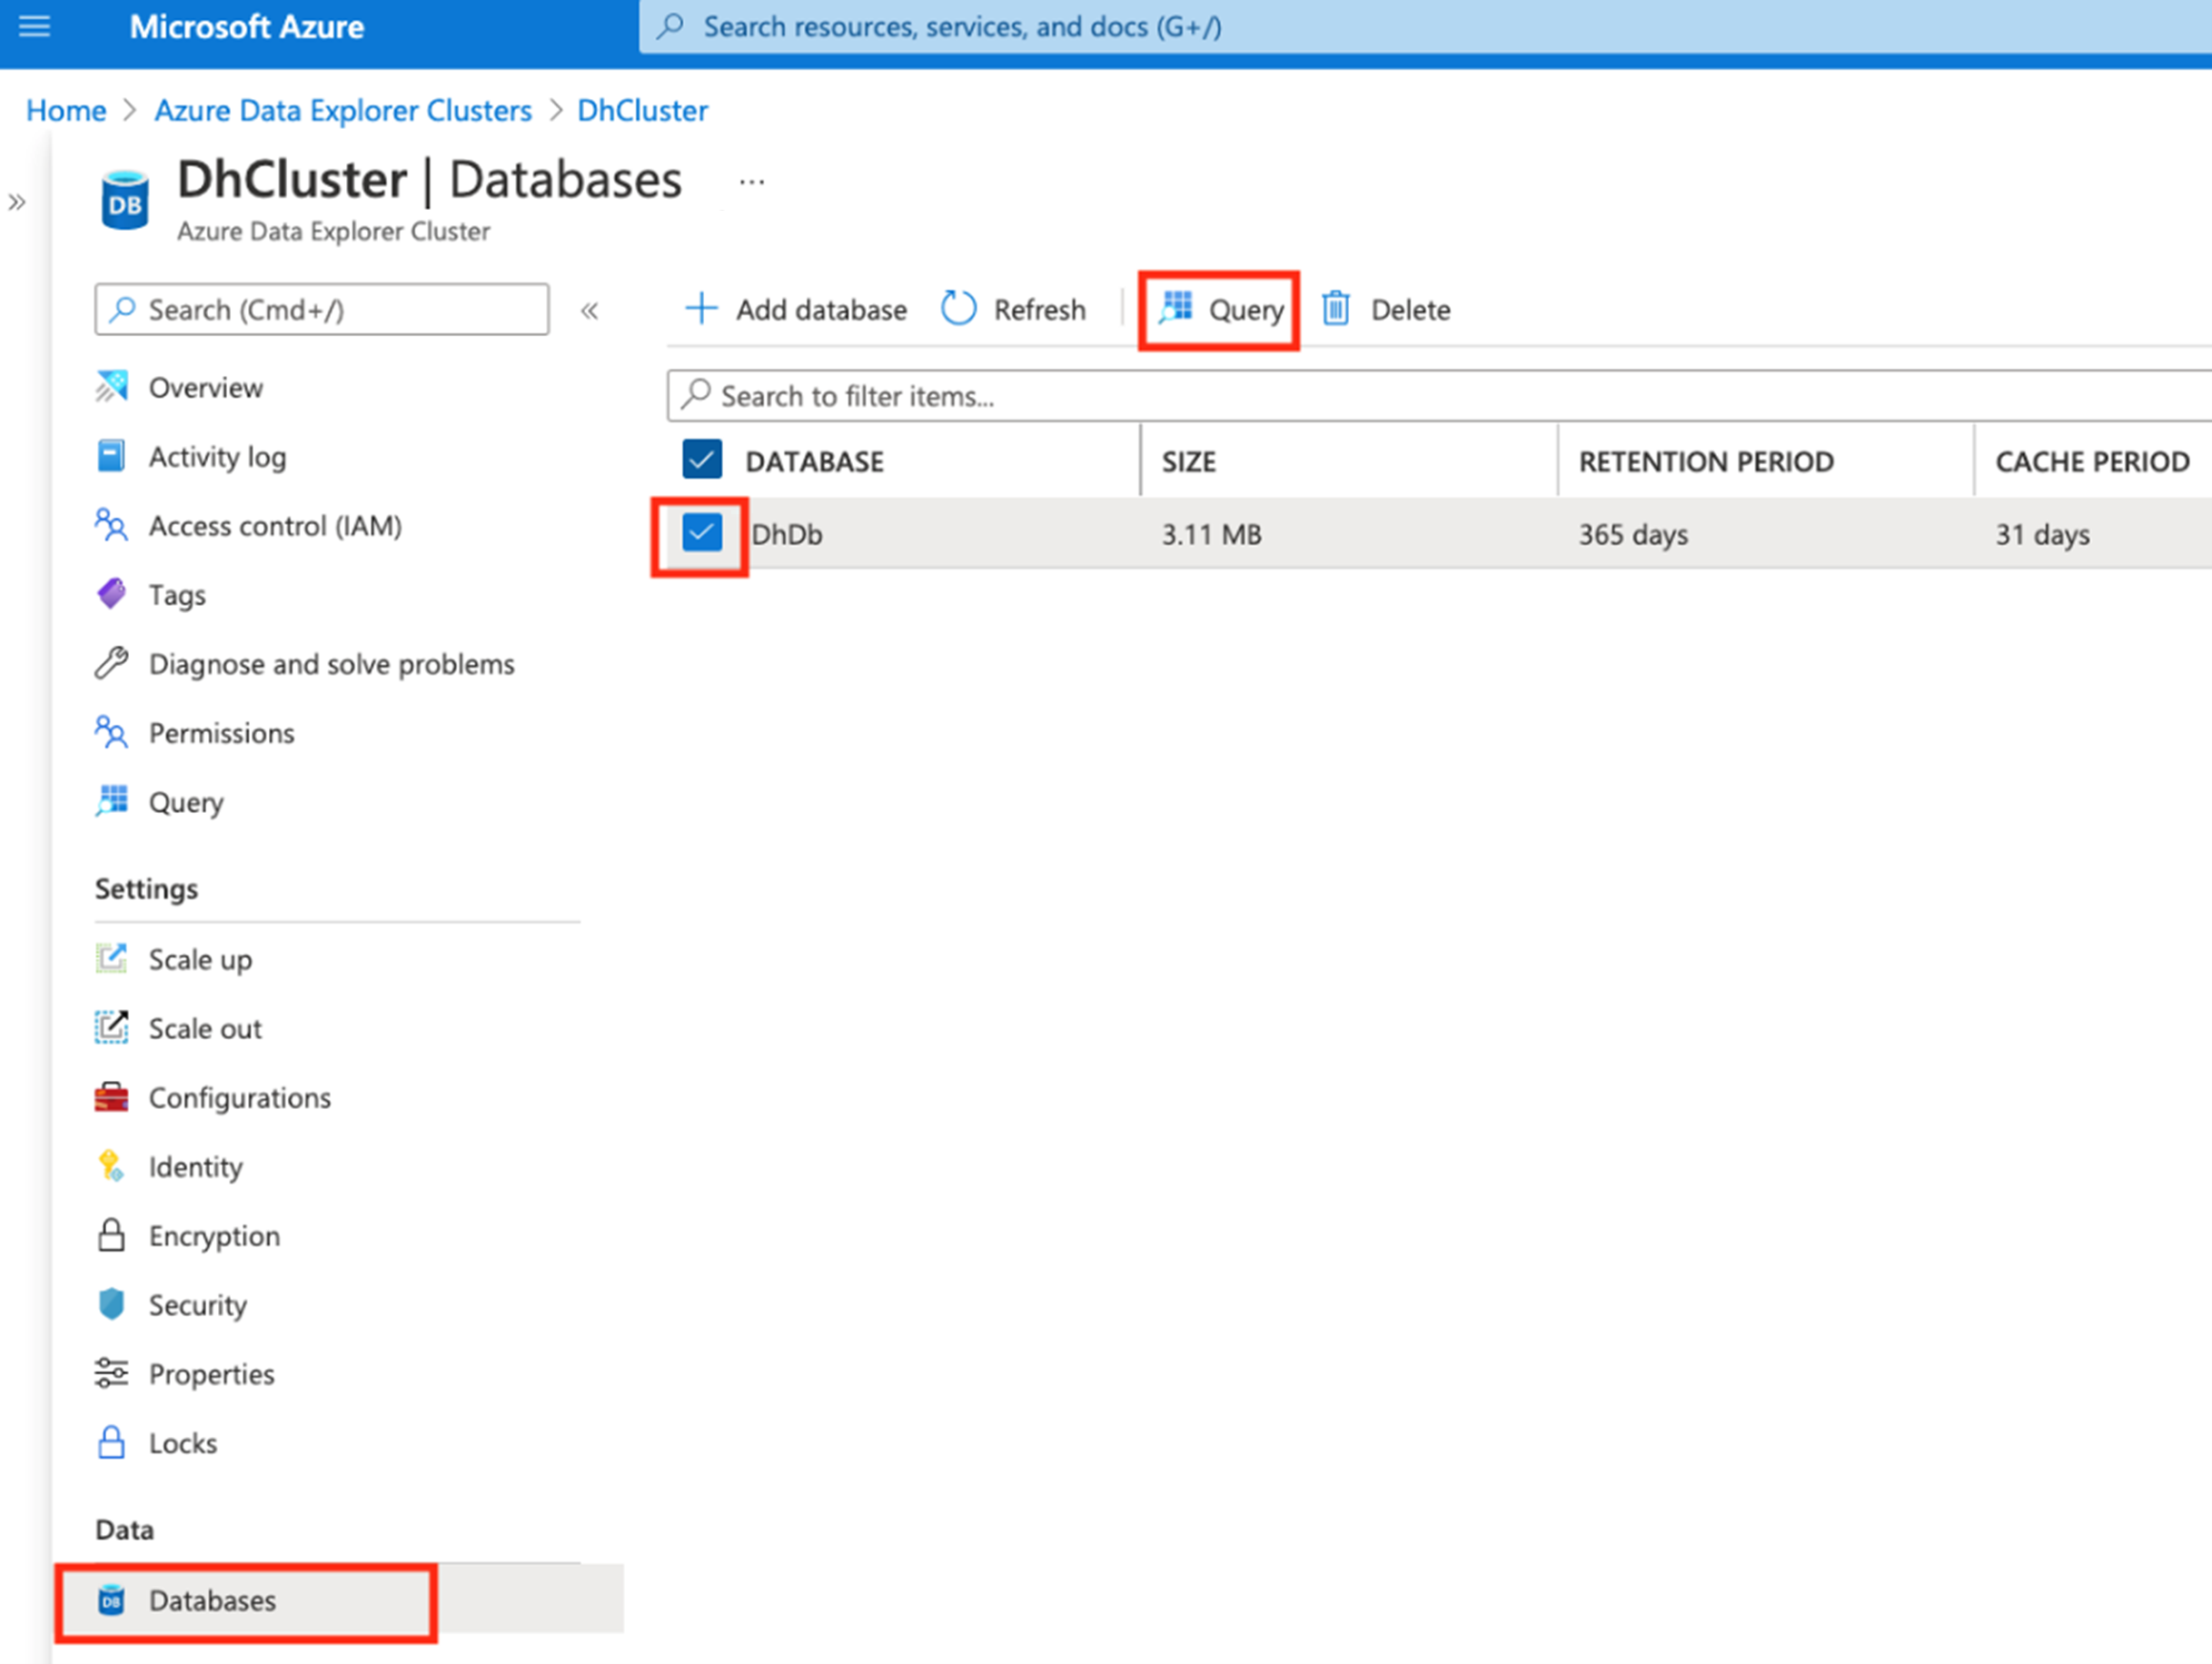 Microsoft Azure
Search resources, services, and docs (G+/)
Home > Azure Data Explorer Clusters > DhCluster
DhCluster | Databases ...
Azure Data Explorer Cluster
Search (Cmd+/)
Overview
Activity log
Access control (IAM)
Tags
Diagnose and solve problems
Permissions
Query
Settings
Scale up
Scale out
Configurations
Identity
Encryption
Security
Properties
Locks
Data
Databases
Add database Refresh Query Delete
Search to filter items...
DATABASE SIZE RETENTION PERIOD CACHE PERIOD
DhDb 3.11 MB 365 days 31 days